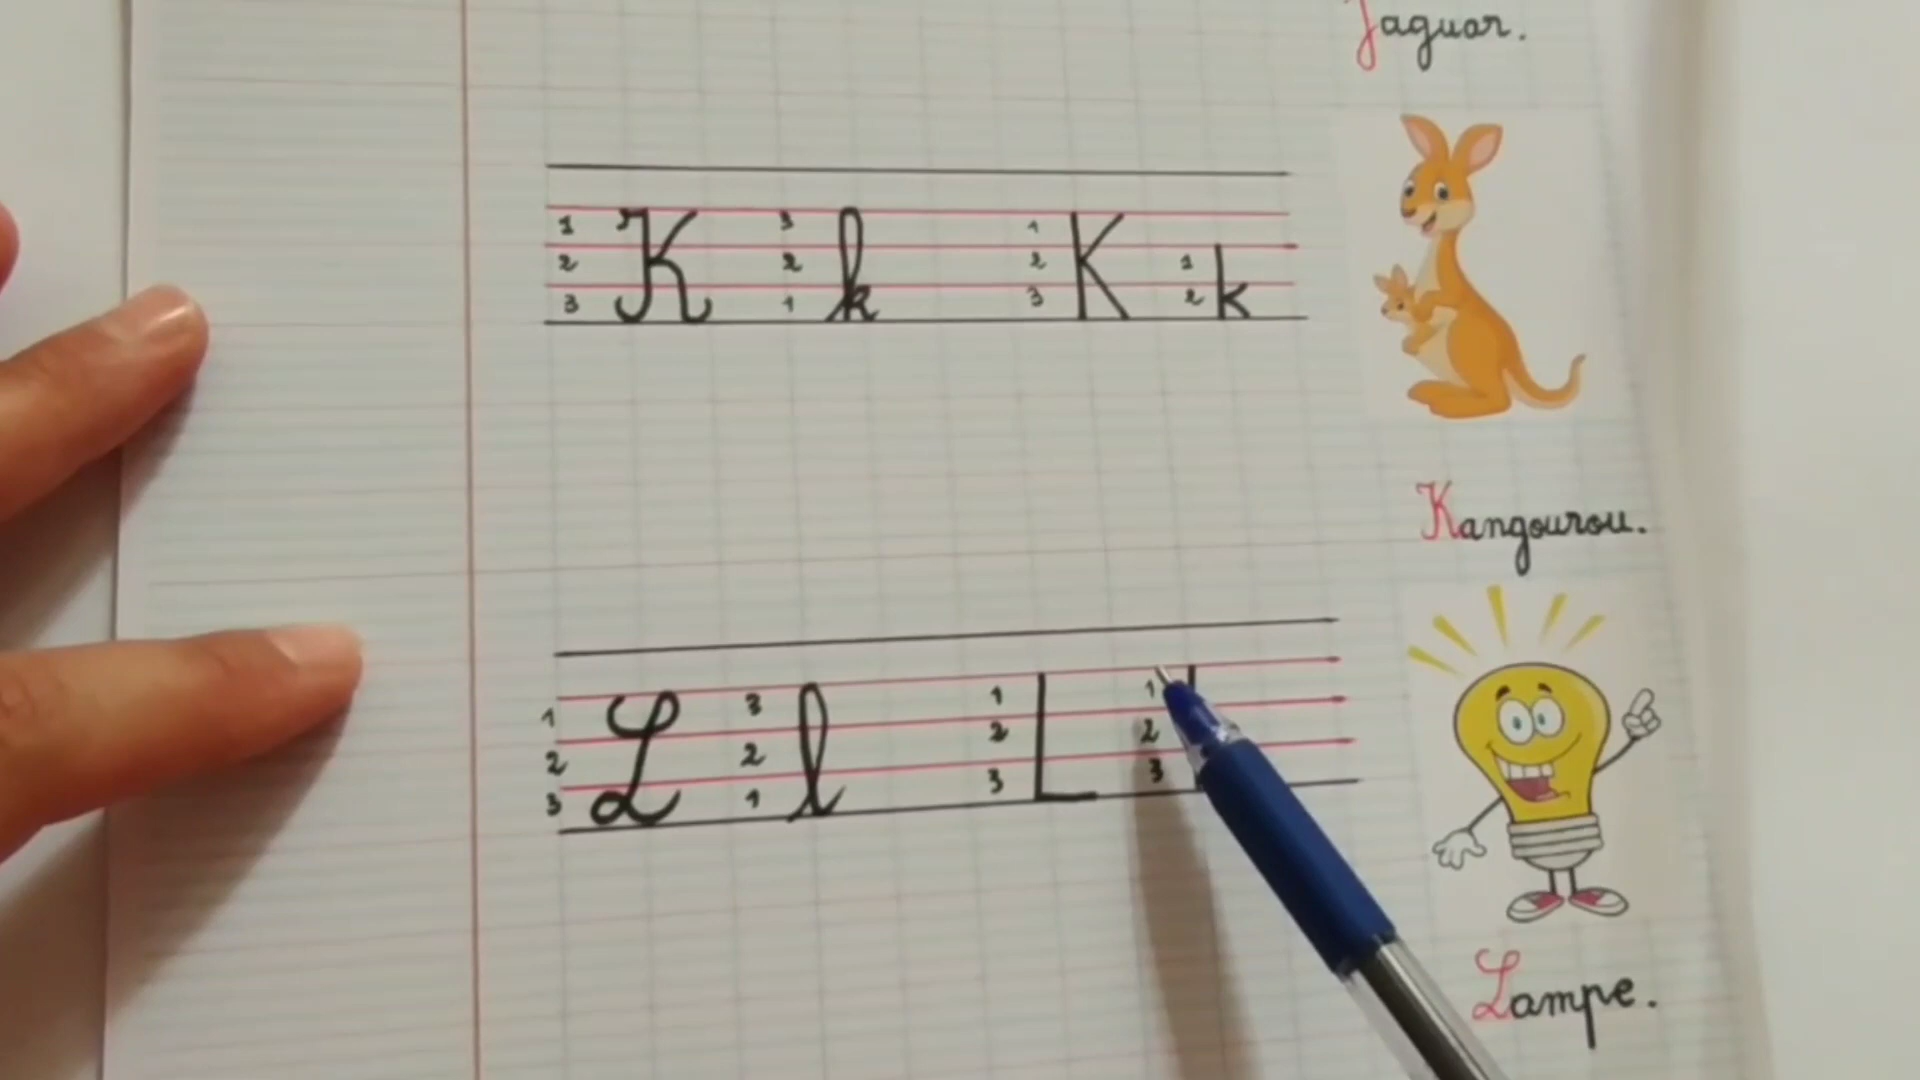 Jaguar.
1 K 3 k 1 K 1 k
2 2 2 2
3 1 3
Kangourou.
1 L 3 l 1 L 1 l
2 2 2 2
3 1 3 3
Lampe.